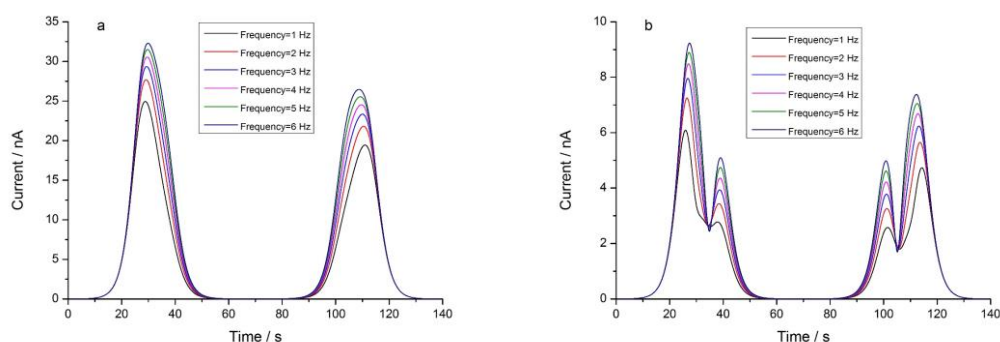 a
35
30
25
20
15
10
5
0
Current / nA
0 20 40 60 80 100 120 140
Time / s
Frequency=1 Hz
Frequency=2 Hz
Frequency=3 Hz
Frequency=4 Hz
Frequency=5 Hz
Frequency=6 Hz
b
10
8
6
4
2
0
Current / nA
0 20 40 60 80 100 120 140
Time / s
Frequency=1 Hz
Frequency=2 Hz
Frequency=3 Hz
Frequency=4 Hz
Frequency=5 Hz
Frequency=6 Hz